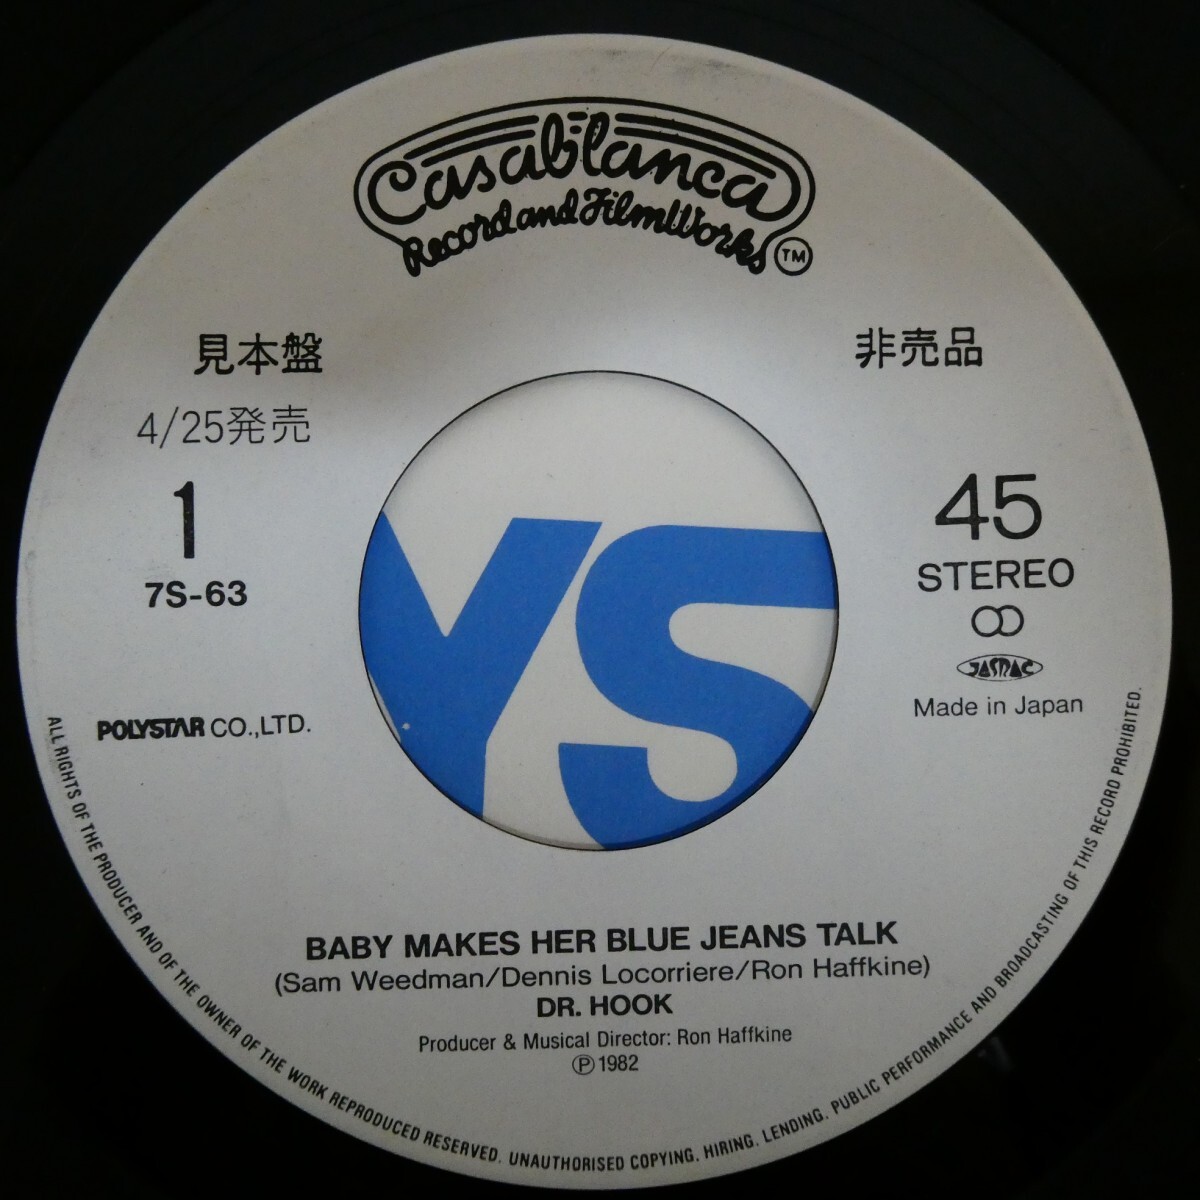 Casablanca
Record and FilmWorks TM
見本盤
非売品
4/25発売
1
7S-63
45
STEREO
JASRAC
Made in Japan
POLYSTAR CO.,LTD.
YS
BABY MAKES HER BLUE JEANS TALK
(Sam Weedman/Dennis Locorriere/Ron Haffkine)
DR. HOOK
Producer & Musical Director: Ron Haffkine
Ⓟ1982
ALL RIGHTS OF THE PRODUCER AND OF THE OWNER OF THE WORK REPRODUCED RESERVED. UNAUTHORISED COPYING. HIRING. LENDING. PUBLIC PERFORMANCE AND BROADCASTING OF THIS RECORD PROHIBITED.